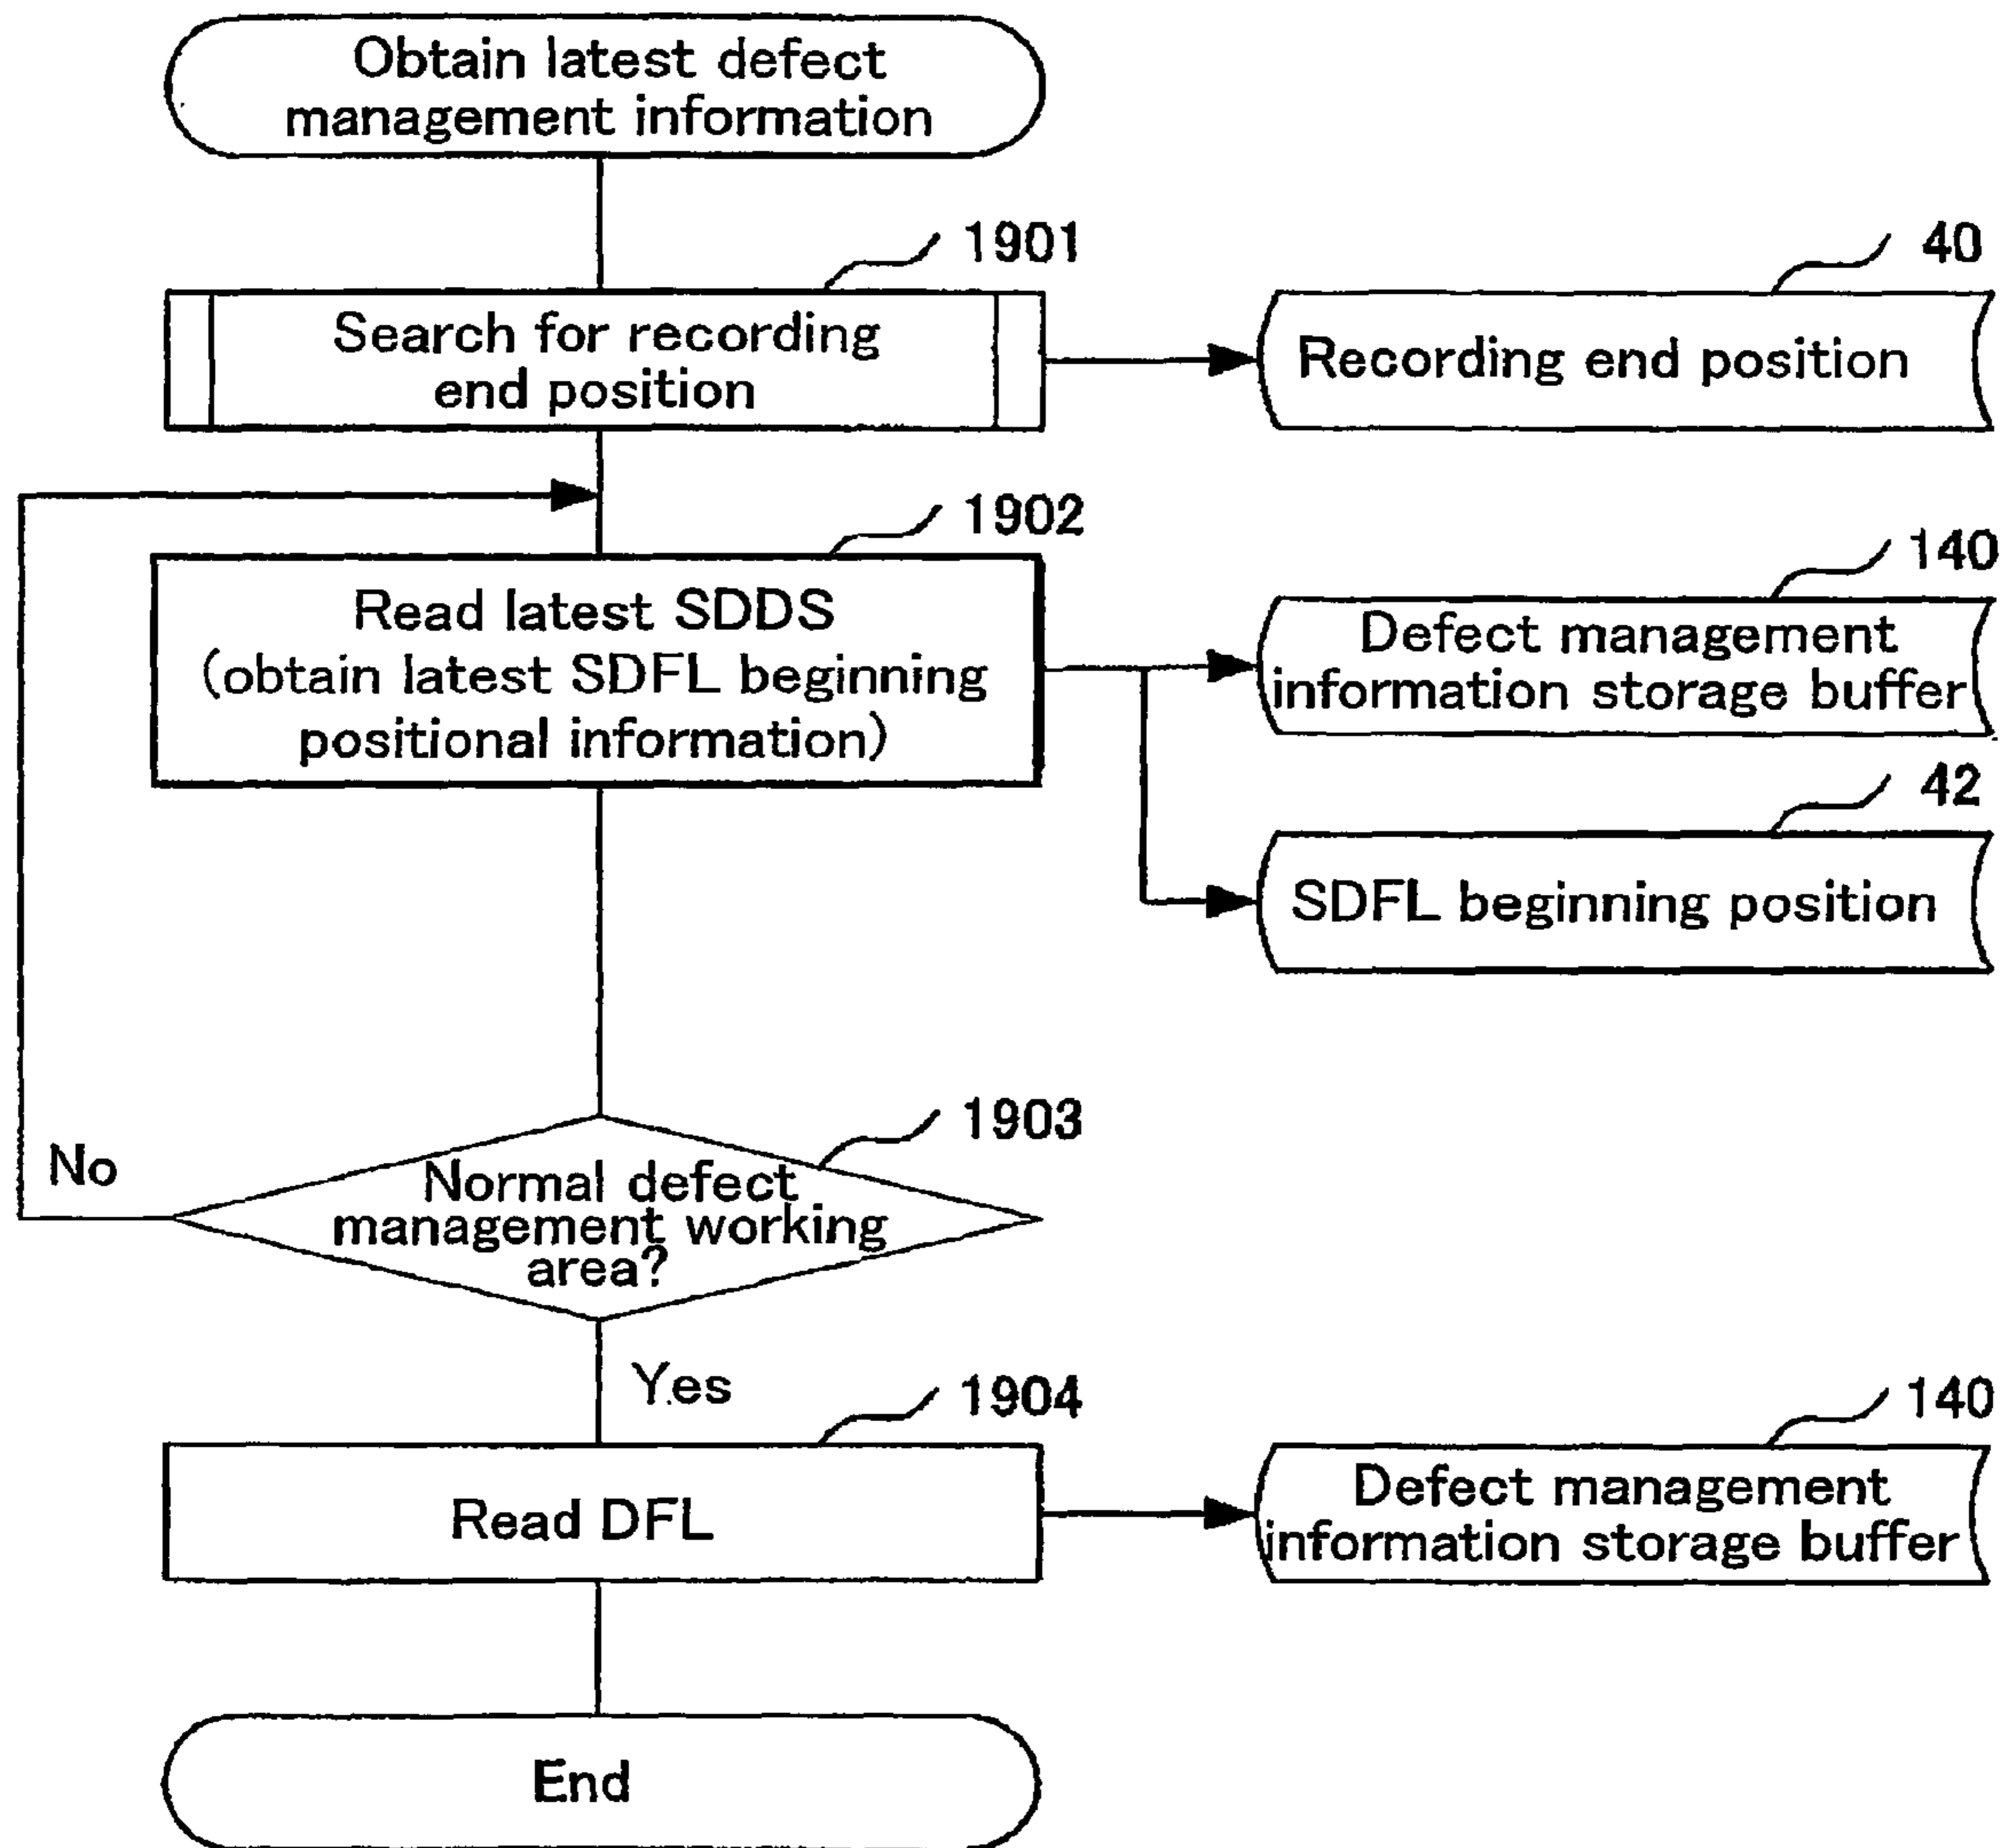 Obtain latest defect
management information
1901
Search for recording
end position
40
Recording end position
1902
Read latest SDDS
(obtain latest SDFL beginning
positional information)
140
Defect management
information storage buffer
42
SDFL beginning position
1903
No
Normal defect
management working
area?
Yes
1904
Read DFL
140
Defect management
information storage buffer
End